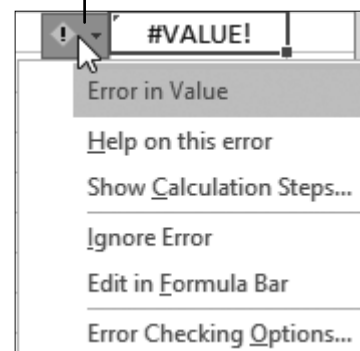 #VALUE!
Error in Value
Help on this error
Show Calculation Steps...
Ignore Error
Edit in Formula Bar
Error Checking Options...